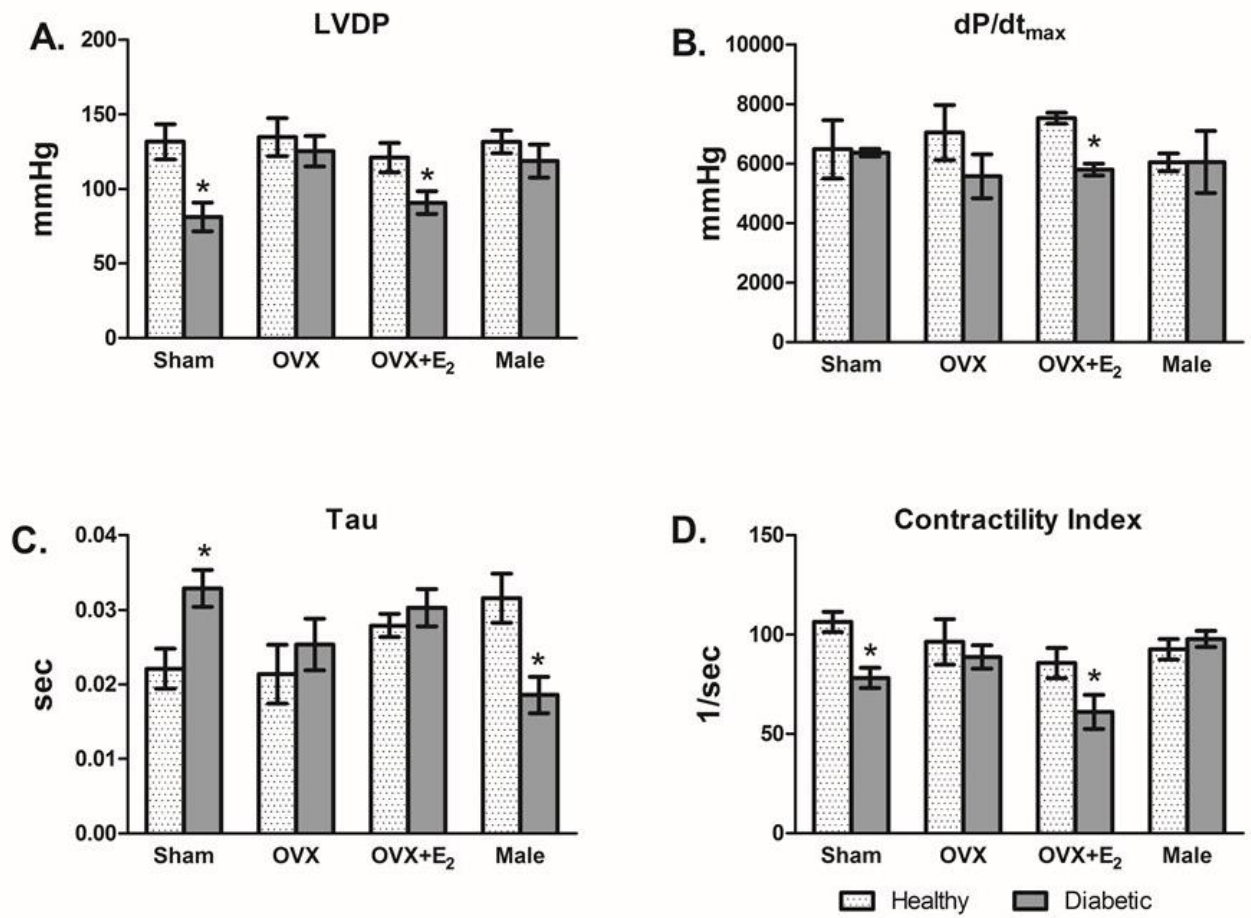 A.
LVDP
mmHg
200
150
100
50
0
*
*
Sham OVX OVX+E₂ Male
B.
dP/dtₘₐₓ
mmHg
10000
8000
6000
4000
2000
0
*
Sham OVX OVX+E₂ Male
C.
Tau
sec
0.04
0.03
0.02
0.01
0.00
*
*
Sham OVX OVX+E₂ Male
D.
Contractility Index
1/sec
150
100
50
0
*
*
Sham OVX OVX+E₂ Male
Healthy Diabetic